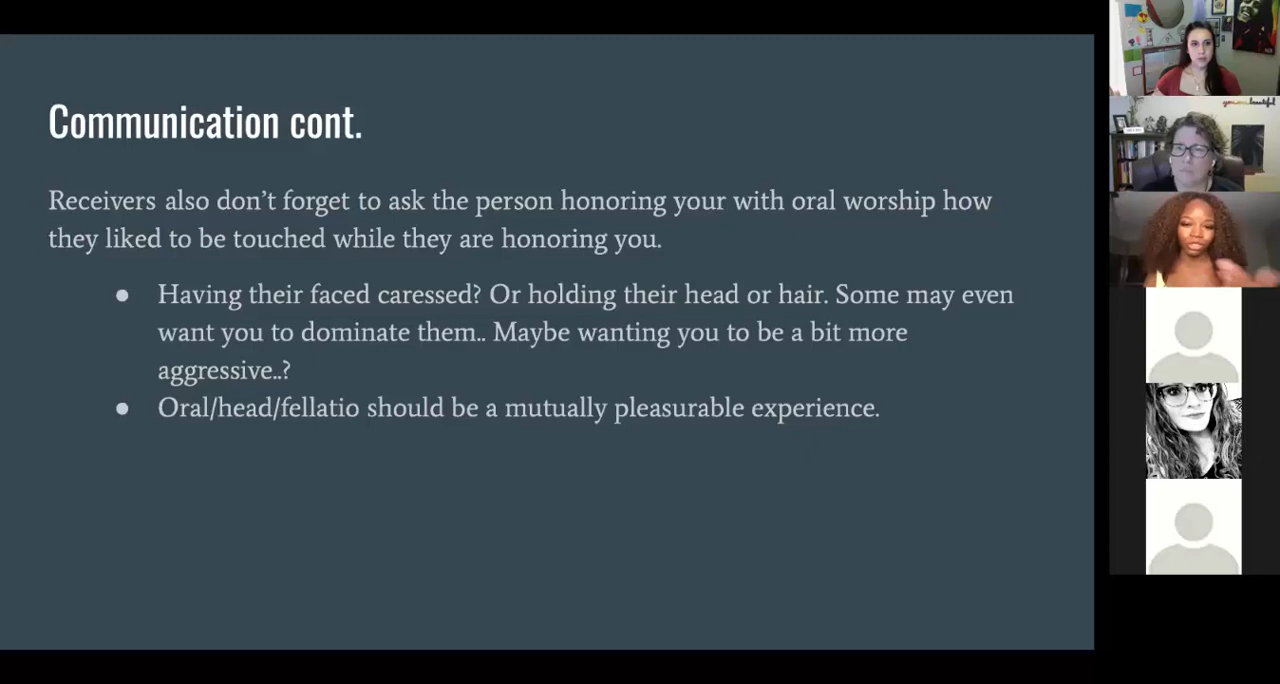 Communication cont.
Receivers also don't forget to ask the person honoring your with oral worship how
they liked to be touched while they are honoring you.
● Having their faced caressed? Or holding their head or hair. Some may even
want you to dominate them.. Maybe wanting you to be a bit more
aggressive..?
● Oral/head/fellatio should be a mutually pleasurable experience.